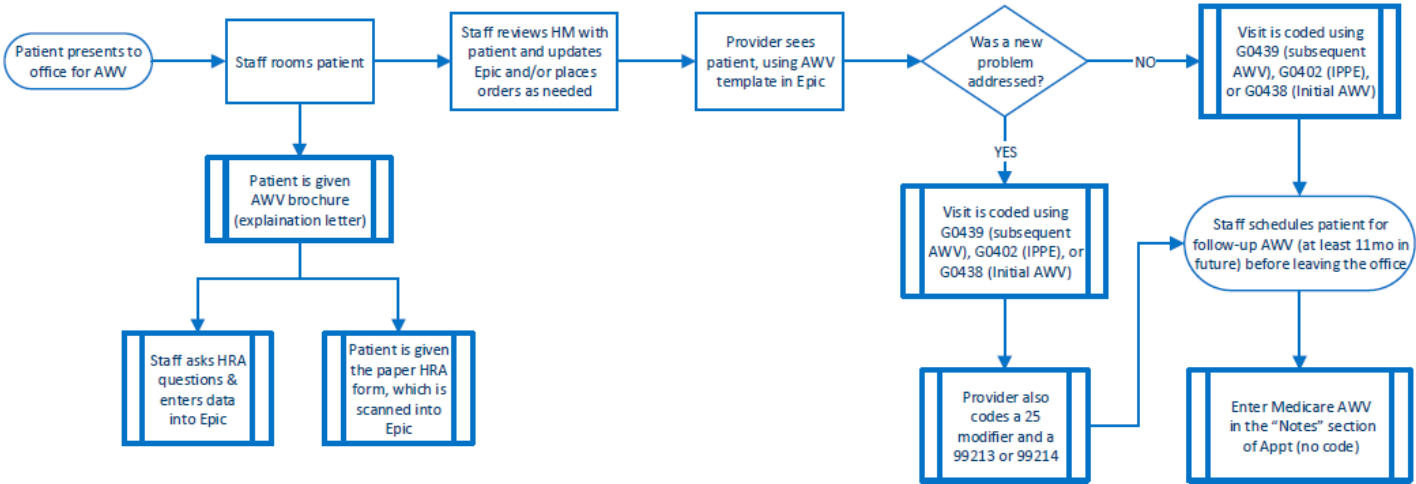 Patient presents to
office for AWV
Staff rooms patient
Staff reviews HM with
patient and updates
Epic and/or places
orders as needed
Provider sees
patient, using AWV
template in Epic
Was a new
problem
addressed?
NO
Visit is coded using
G0439 (subsequent
AWV), G0402 (IPPE),
or G0438 (Initial AWV)
YES
Patient is given
AWV brochure
(explaination letter)
Visit is coded using
G0439 (subsequent
AWV), G0402 (IPPE), or
G0438 (Initial AWV)
Staff schedules patient for
follow-up AWV (at least 11mo in
future) before leaving the office
Staff asks HRA
questions &
enters data
into Epic
Patient is given
the paper HRA
form, which is
scanned into
Epic
Provider also
codes a 25
modifier and a
99213 or 99214
Enter Medicare AWV
in the “Notes” section
of Appt (no code)